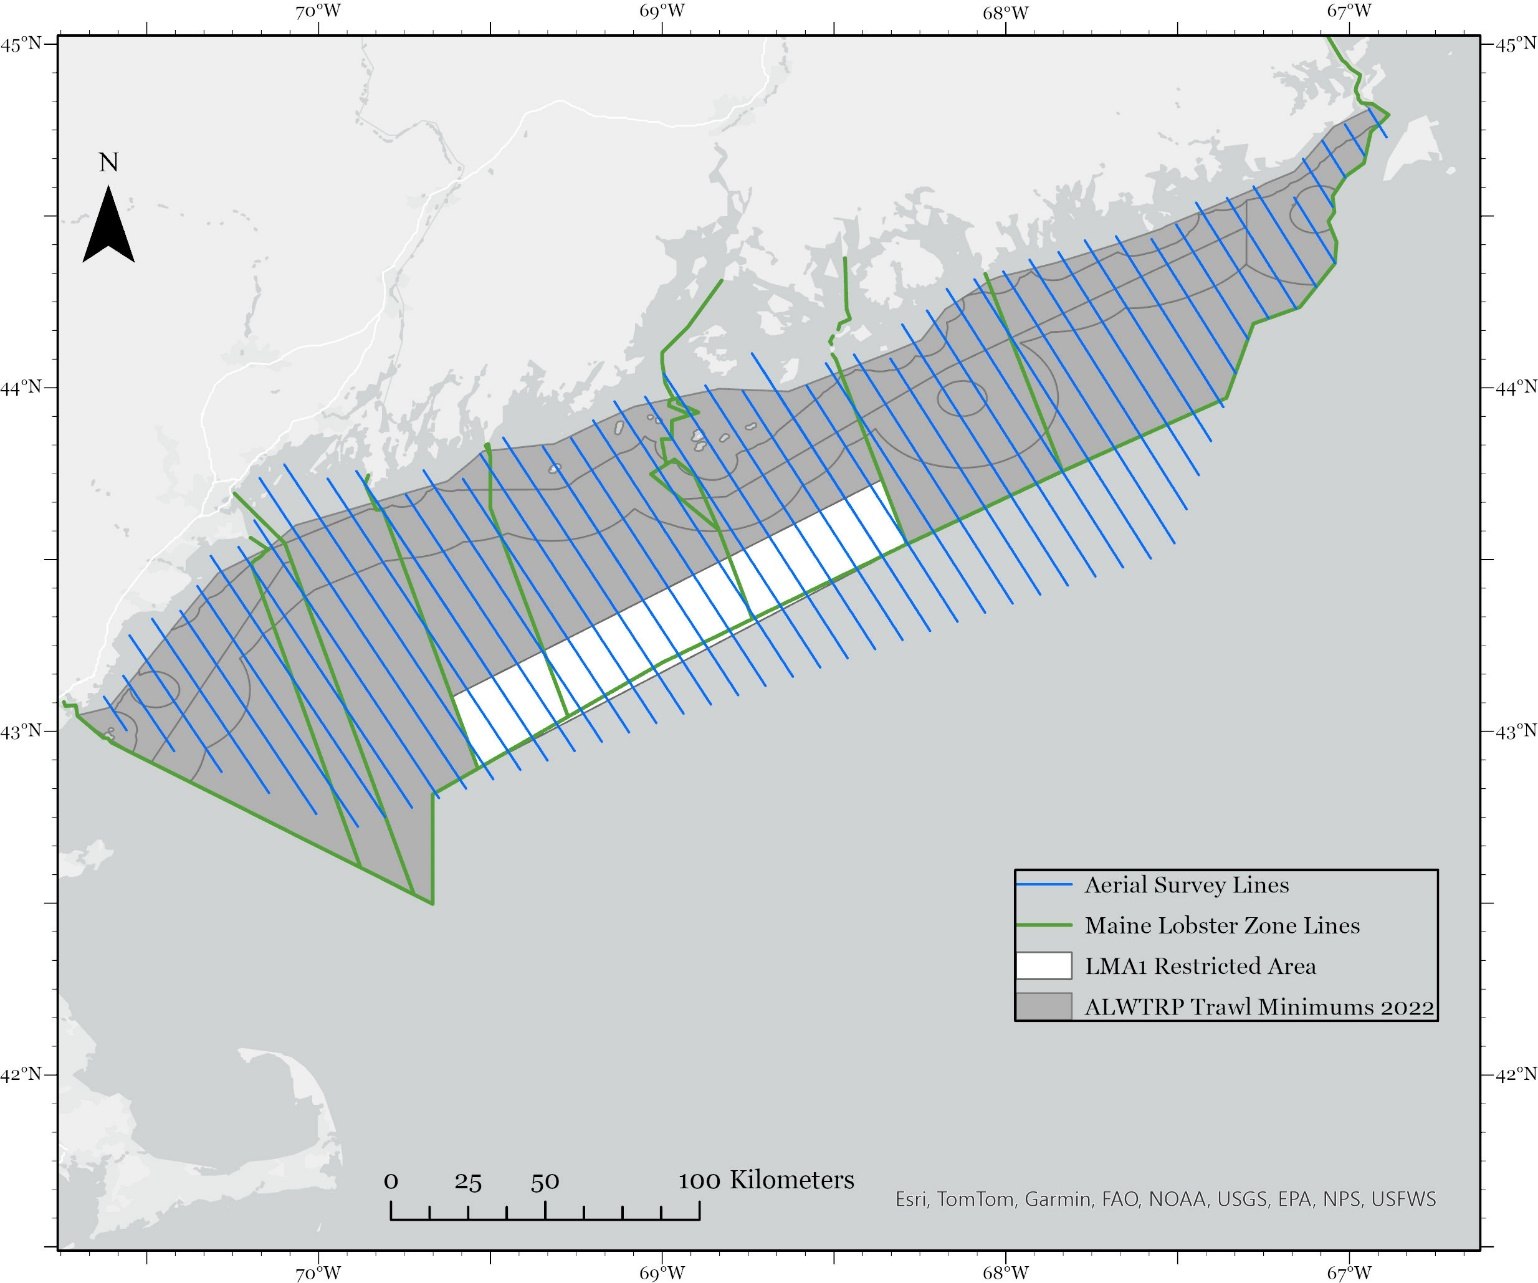 70°W 69°W 68°W 67°W
45°N 45°N
N
44°N 44°N
43°N 43°N
Aerial Survey Lines
Maine Lobster Zone Lines
LMA1 Restricted Area
ALWTRP Trawl Minimums 2022
42°N 42°N
0 25 50 100 Kilometers
Esri, TomTom, Garmin, FAO, NOAA, USGS, EPA, NPS, USFWS
70°W 69°W 68°W 67°W